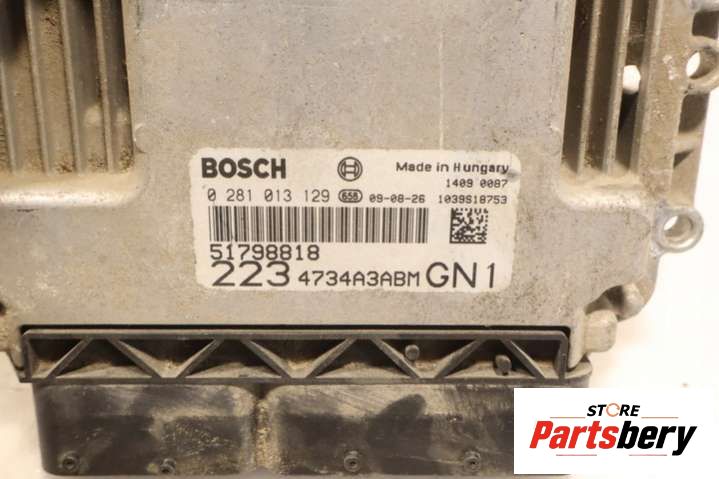 BOSCH Made in Hungary
1409 0087
0 281 013 129 656 09-08-26 1039S18753
51798818
223 4734A3ABM GN1
STORE
Partsbery